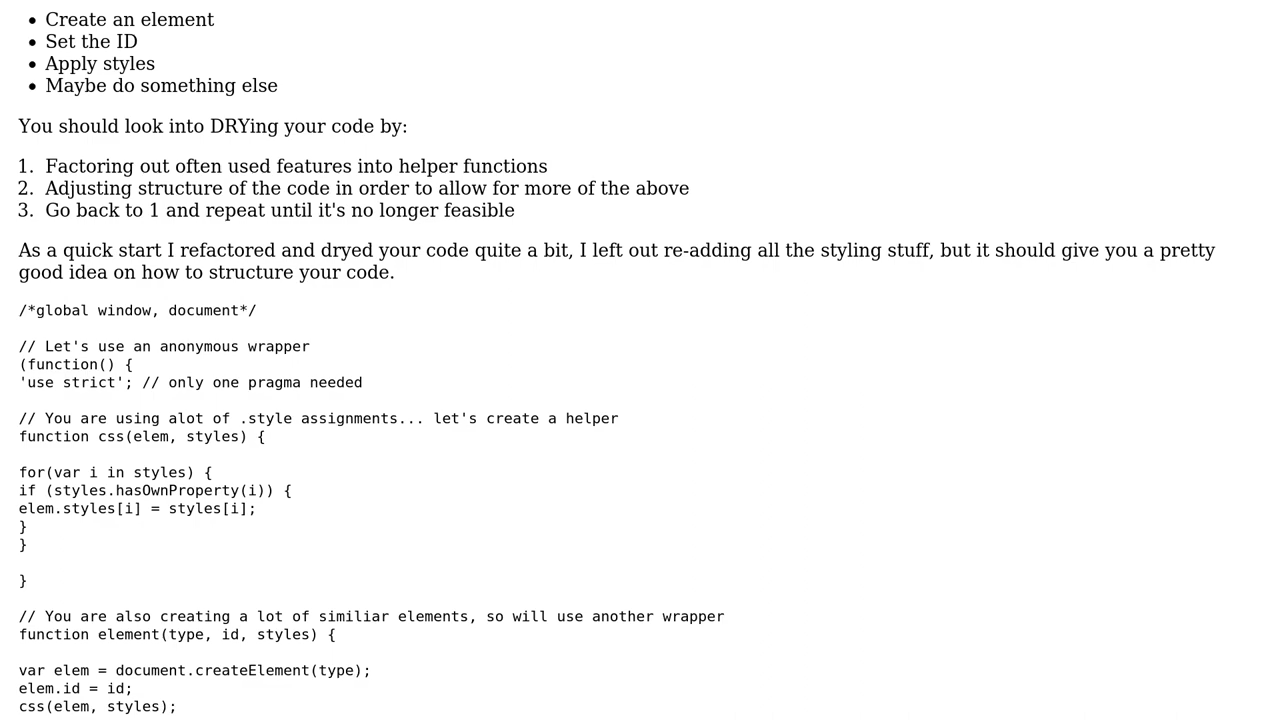 • Create an element
• Set the ID
• Apply styles
• Maybe do something else
You should look into DRYing your code by:
1. Factoring out often used features into helper functions
2. Adjusting structure of the code in order to allow for more of the above
3. Go back to 1 and repeat until it's no longer feasible
As a quick start I refactored and dryed your code quite a bit, I left out re-adding all the styling stuff, but it should give you a pretty
good idea on how to structure your code.
/*global window, document*/
// Let's use an anonymous wrapper
(function() {
'use strict'; // only one pragma needed
// You are using alot of .style assignments... let's create a helper
function css(elem, styles) {
for(var i in styles) {
if (styles.hasOwnProperty(i)) {
elem.styles[i] = styles[i];
}
}
}
// You are also creating a lot of similiar elements, so will use another wrapper
function element(type, id, styles) {
var elem = document.createElement(type);
elem.id = id;
css(elem, styles);